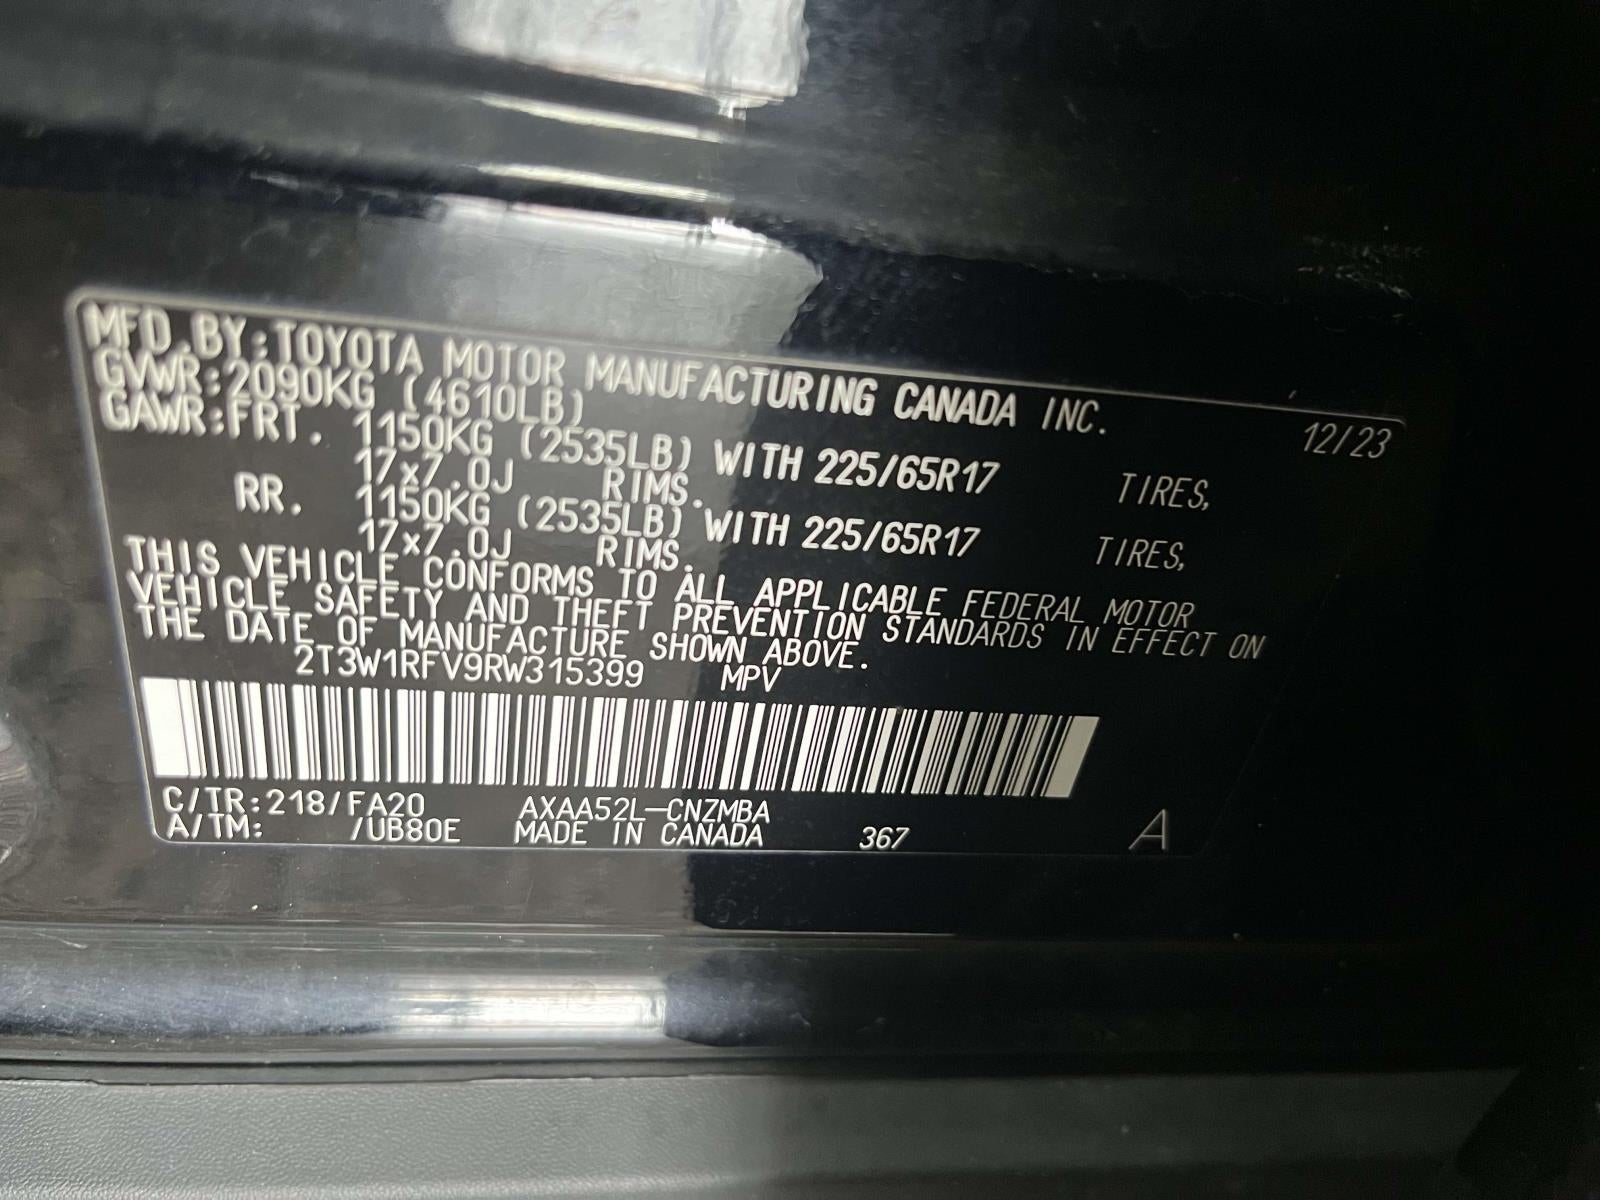 MFD.BY:TOYOTA MOTOR MANUFACTURING CANADA INC. 12/23
GVWR:2090KG (4610LB)
GAWR:FRT. 1150KG (2535LB) WITH 225/65R17 TIRES,
17x7.0J RIMS.
RR. 1150KG (2535LB) WITH 225/65R17 TIRES,
17x7.0J RIMS.
THIS VEHICLE CONFORMS TO ALL APPLICABLE FEDERAL MOTOR
VEHICLE SAFETY AND THEFT PREVENTION STANDARDS IN EFFECT ON
THE DATE OF MANUFACTURE SHOWN ABOVE.
2T3W1RFV9RW315399 MPV
C/TR:218/FA20 AXAA52L-CNZMBA
A/TM: /UB80E MADE IN CANADA 367 A